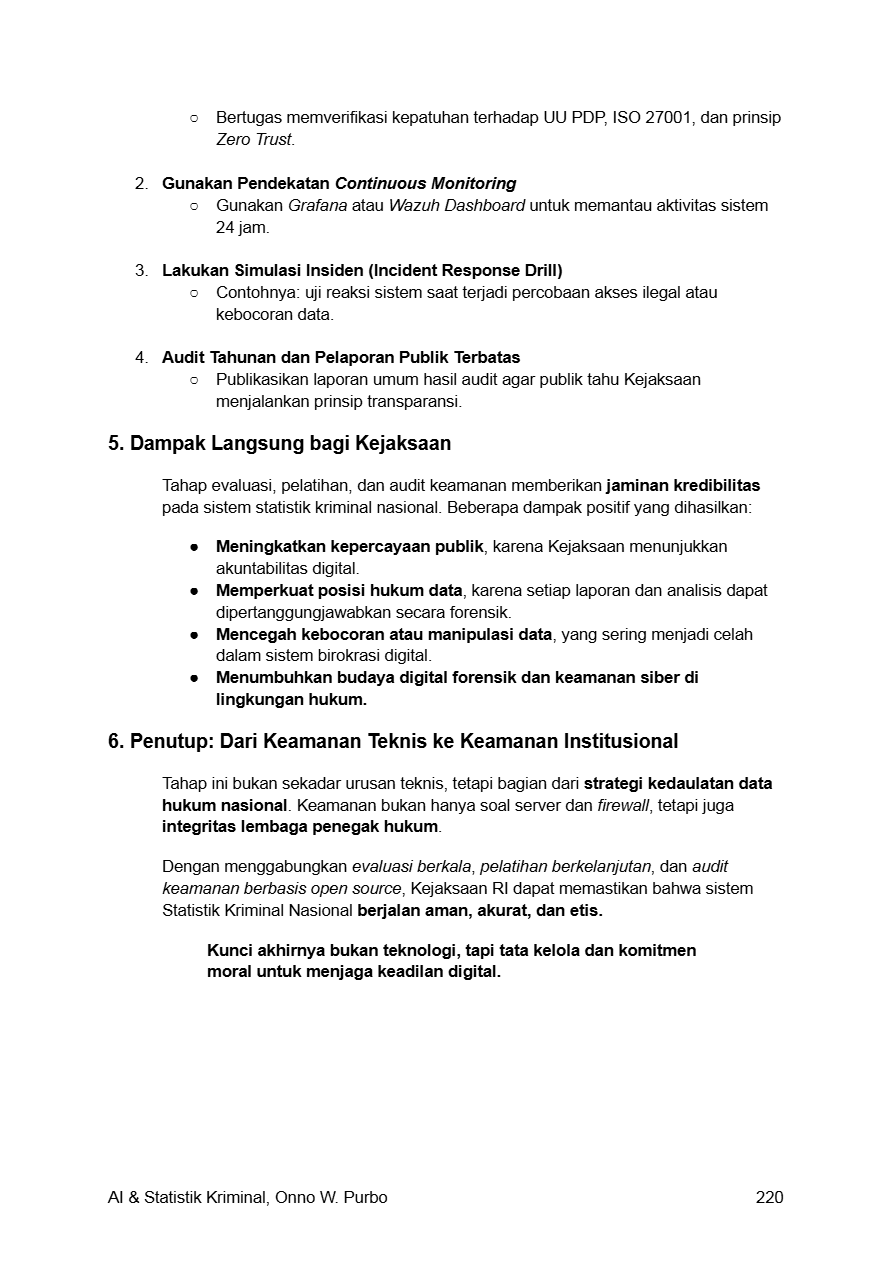 ○ Bertugas memverifikasi kepatuhan terhadap UU PDP, ISO 27001, dan prinsip
Zero Trust.
2. Gunakan Pendekatan Continuous Monitoring
○ Gunakan Grafana atau Wazuh Dashboard untuk memantau aktivitas sistem
24 jam.
3. Lakukan Simulasi Insiden (Incident Response Drill)
○ Contohnya: uji reaksi sistem saat terjadi percobaan akses ilegal atau
kebocoran data.
4. Audit Tahunan dan Pelaporan Publik Terbatas
○ Publikasikan laporan umum hasil audit agar publik tahu Kejaksaan
menjalankan prinsip transparansi.
5. Dampak Langsung bagi Kejaksaan
Tahap evaluasi, pelatihan, dan audit keamanan memberikan jaminan kredibilitas
pada sistem statistik kriminal nasional. Beberapa dampak positif yang dihasilkan:
● Meningkatkan kepercayaan publik, karena Kejaksaan menunjukkan
akuntabilitas digital.
● Memperkuat posisi hukum data, karena setiap laporan dan analisis dapat
dipertanggungjawabkan secara forensik.
● Mencegah kebocoran atau manipulasi data, yang sering menjadi celah
dalam sistem birokrasi digital.
● Menumbuhkan budaya digital forensik dan keamanan siber di
lingkungan hukum.
6. Penutup: Dari Keamanan Teknis ke Keamanan Institusional
Tahap ini bukan sekadar urusan teknis, tetapi bagian dari strategi kedaulatan data
hukum nasional. Keamanan bukan hanya soal server dan firewall, tetapi juga
integritas lembaga penegak hukum.
Dengan menggabungkan evaluasi berkala, pelatihan berkelanjutan, dan audit
keamanan berbasis open source, Kejaksaan RI dapat memastikan bahwa sistem
Statistik Kriminal Nasional berjalan aman, akurat, dan etis.
Kunci akhirnya bukan teknologi, tapi tata kelola dan komitmen
moral untuk menjaga keadilan digital.
AI & Statistik Kriminal, Onno W. Purbo 220